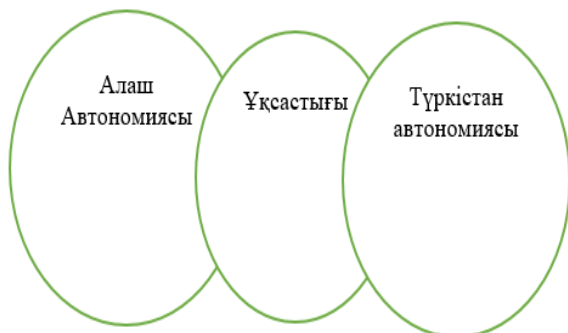 Алаш
Автономиясы
Ұқсастығы
Түркістан
автономиясы